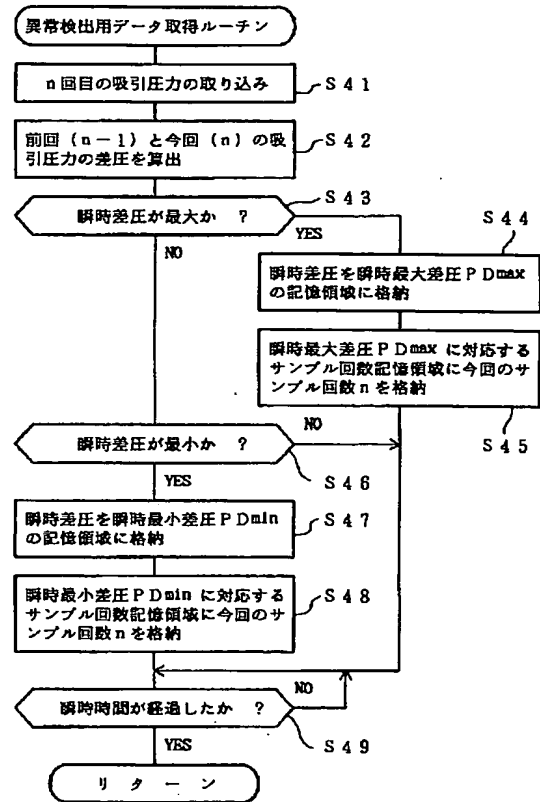 異常検出用データ取得ルーチン
n回目の吸引圧力の取り込み
S41
前回（n－1）と今回（n）の吸
引圧力の差圧を算出
S42
瞬時差圧が最大か ？
S43
YES
NO
S44
瞬時差圧を瞬時最大差圧PDmax
の記憶領域に格納
瞬時最大差圧PDmaxに対応する
サンプル回数記憶領域に今回のサ
ンプル回数nを格納
S45
瞬時差圧が最小か ？
NO
S46
YES
瞬時差圧を瞬時最小差圧PDmin
の記憶領域に格納
S47
瞬時最小差圧PDminに対応する
サンプル回数記憶領域に今回のサ
ンプル回数nを格納
S48
NO
瞬時時間が経過したか ？
S49
YES
リターン